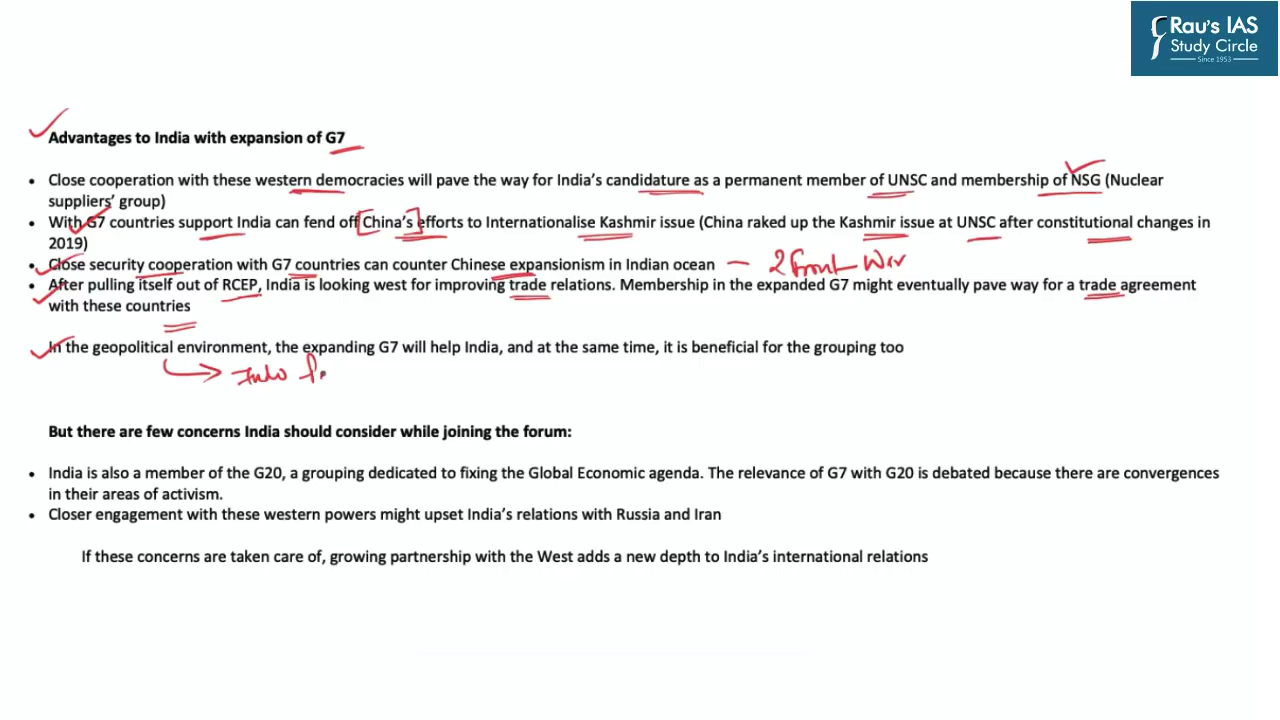 Rau's IAS
Study Circle
Since 1953
Advantages to India with expansion of G7
• Close cooperation with these western democracies will pave the way for India's candidature as a permanent member of UNSC and membership of NSG (Nuclear
suppliers' group)
• With G7 countries support India can fend off [China's] efforts to Internationalise Kashmir issue (China raked up the Kashmir issue at UNSC after constitutional changes in
2019)
• Close security cooperation with G7 countries can counter Chinese expansionism in Indian ocean — 2 Front War
• After pulling itself out of RCEP, India is looking west for improving trade relations. Membership in the expanded G7 might eventually pave way for a trade agreement
with these countries
In the geopolitical environment, the expanding G7 will help India, and at the same time, it is beneficial for the grouping too
But there are few concerns India should consider while joining the forum:
• India is also a member of the G20, a grouping dedicated to fixing the Global Economic agenda. The relevance of G7 with G20 is debated because there are convergences
in their areas of activism.
• Closer engagement with these western powers might upset India's relations with Russia and Iran
If these concerns are taken care of, growing partnership with the West adds a new depth to India's international relations